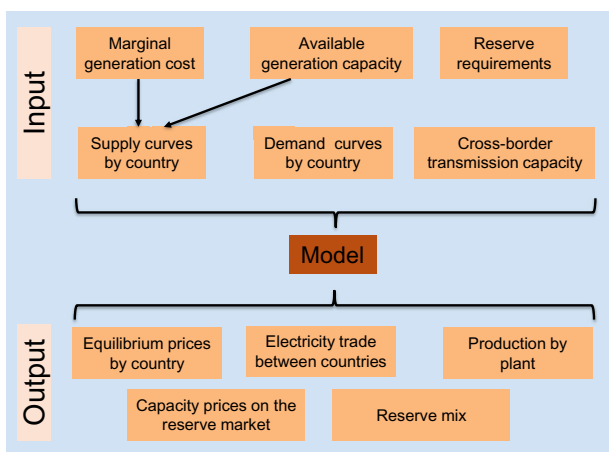 Input
Marginal
generation cost
Available
generation capacity
Reserve
requirements
Supply curves
by country
Demand curves
by country
Cross-border
transmission capacity
Model
Output
Equilibrium prices
by country
Electricity trade
between countries
Production by
plant
Capacity prices on the
reserve market
Reserve mix